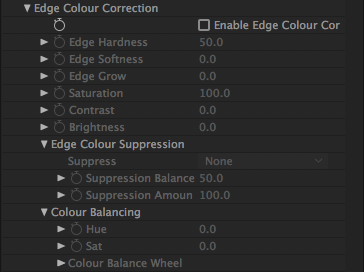 Edge Colour Correction
Enable Edge Colour Cor
Edge Hardness 50.0
Edge Softness 0.0
Edge Grow 0.0
Saturation 100.0
Contrast 0.0
Brightness 0.0
Edge Colour Suppression
Suppress None
Suppression Balance 50.0
Suppression Amoun 100.0
Colour Balancing
Hue 0.0
Sat 0.0
Colour Balance Wheel